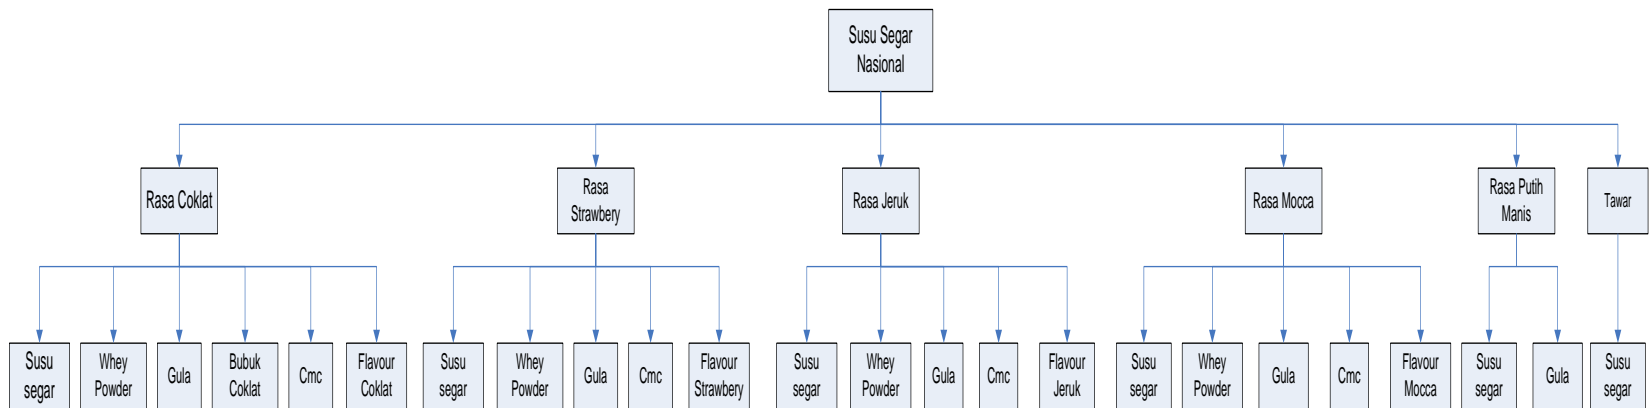 Susu Segar
Nasional
Rasa Coklat
Rasa
Strawbery
Rasa Jeruk
Rasa Mocca
Rasa Putih
Manis
Tawar
Susu
segar
Whey
Powder
Gula
Bubuk
Coklat
Cmc
Flavour
Coklat
Susu
segar
Whey
Powder
Gula
Cmc
Flavour
Strawbery
Susu
segar
Whey
Powder
Gula
Cmc
Flavour
Jeruk
Susu
segar
Whey
Powder
Gula
Cmc
Flavour
Mocca
Susu
segar
Gula
Susu
segar